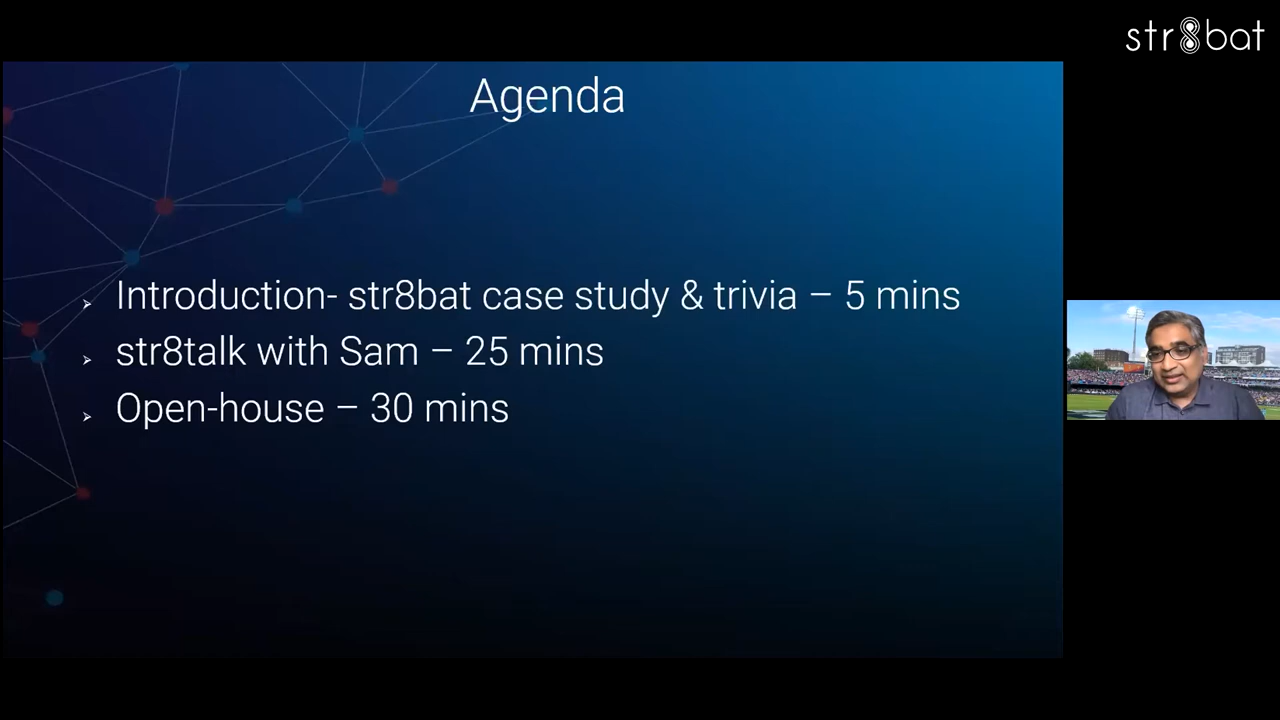 str8bat
Agenda
Introduction- str8bat case study & trivia – 5 mins
str8talk with Sam – 25 mins
Open-house – 30 mins